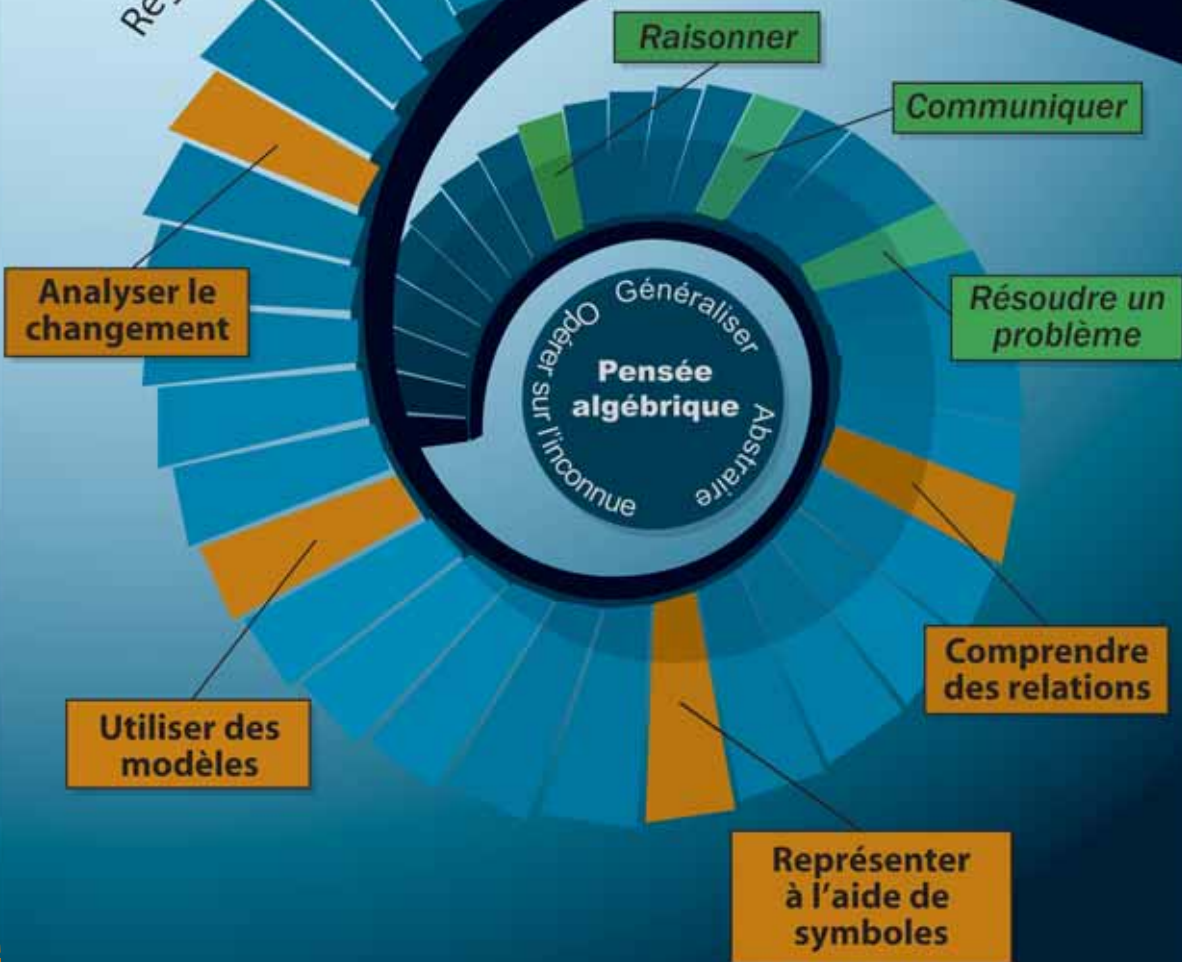 Raisonner
Communiquer
Résoudre un
problème
Analyser le
changement
Généraliser
Abstraire
Opérer sur l'inconnue
Pensée
algébrique
Comprendre
des relations
Utiliser des
modèles
Représenter
à l'aide de
symboles